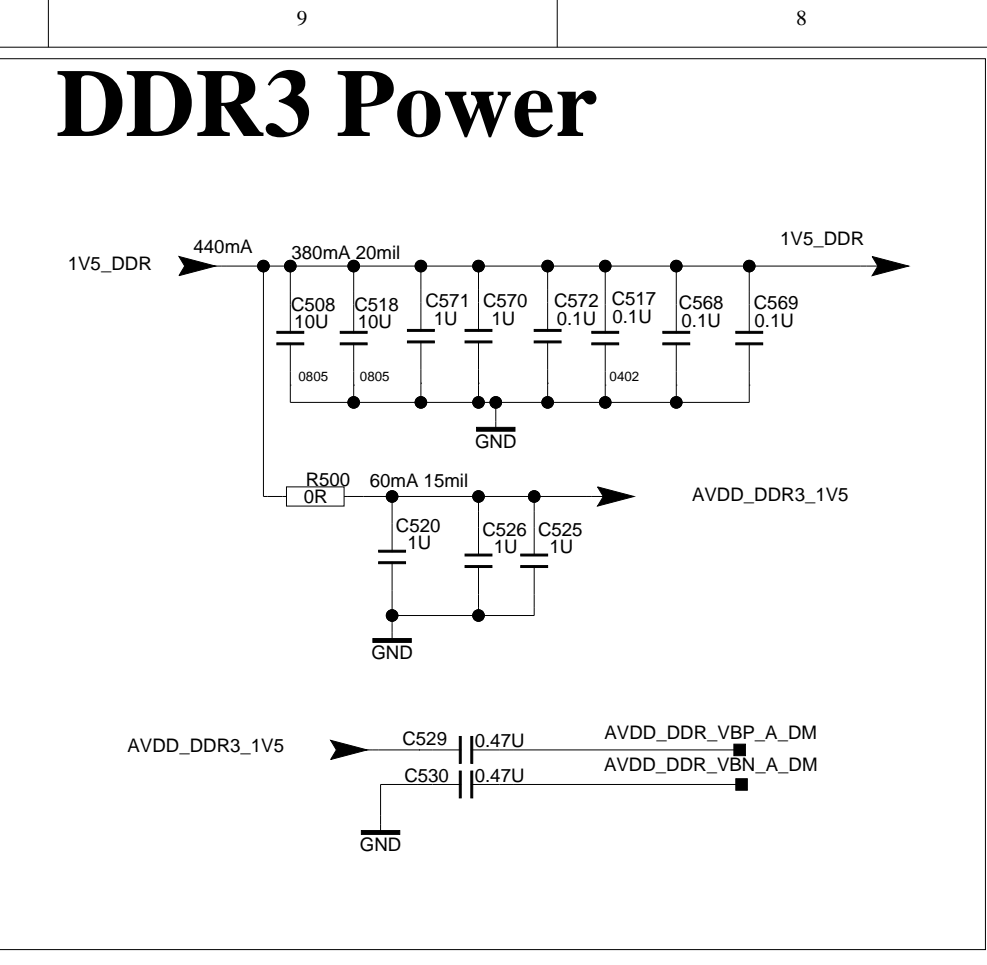 9 8
DDR3 Power
1V5_DDR 440mA 380mA 20mil 1V5_DDR
C508 C518 C571 C570 C572 C517 C568 C569
10U 10U 1U 1U 0.1U 0.1U 0.1U 0.1U
0805 0805 0402
GND
R500 60mA 15mil AVDD_DDR3_1V5
0R
C520 C526 C525
1U 1U 1U
GND
AVDD_DDR3_1V5 C529 0.47U AVDD_DDR_VBP_A_DM
C530 0.47U AVDD_DDR_VBN_A_DM
GND